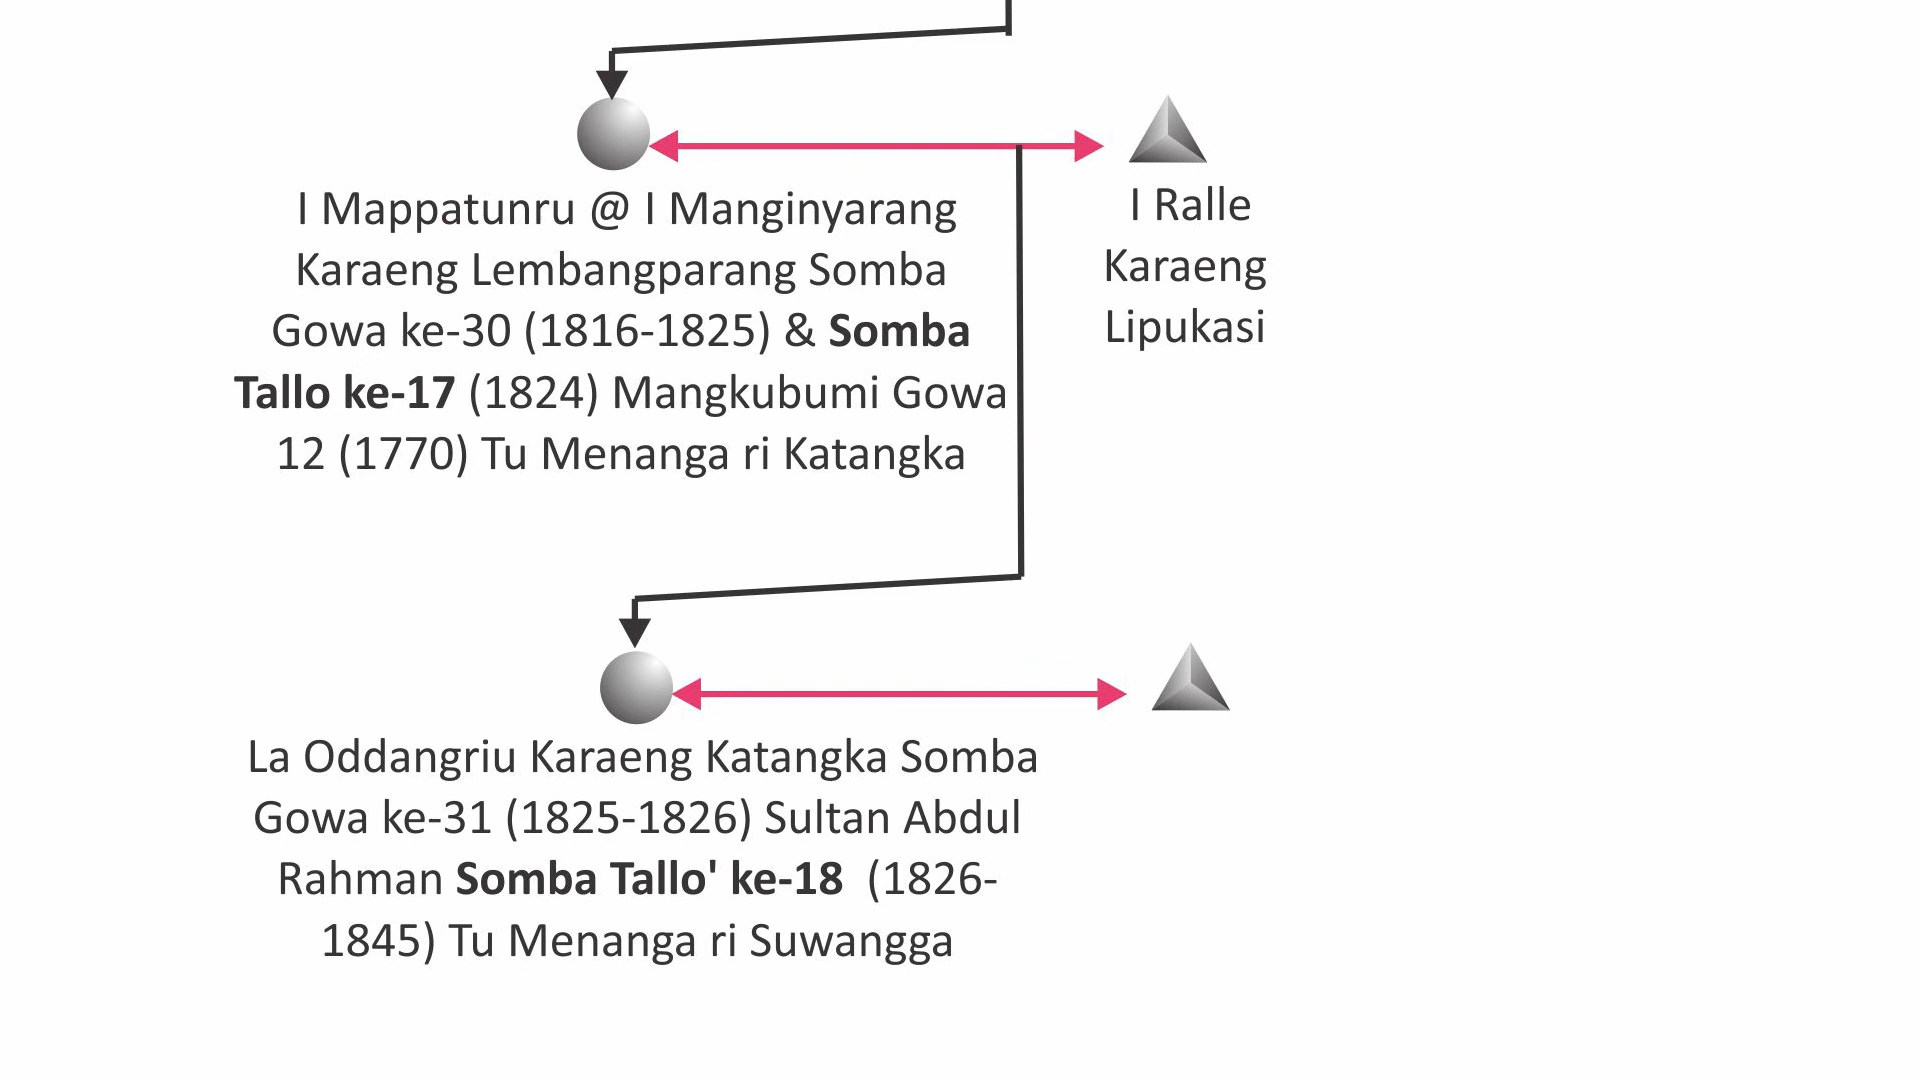 I Mappatunru @ I Manginyarang
Karaeng Lembangparang Somba
Gowa ke-30 (1816-1825) & Somba
Tallo ke-17 (1824) Mangkubumi Gowa
12 (1770) Tu Menanga ri Katangka
I Ralle
Karaeng
Lipukasi
La Oddangriu Karaeng Katangka Somba
Gowa ke-31 (1825-1826) Sultan Abdul
Rahman Somba Tallo' ke-18 (1826-
1845) Tu Menanga ri Suwangga